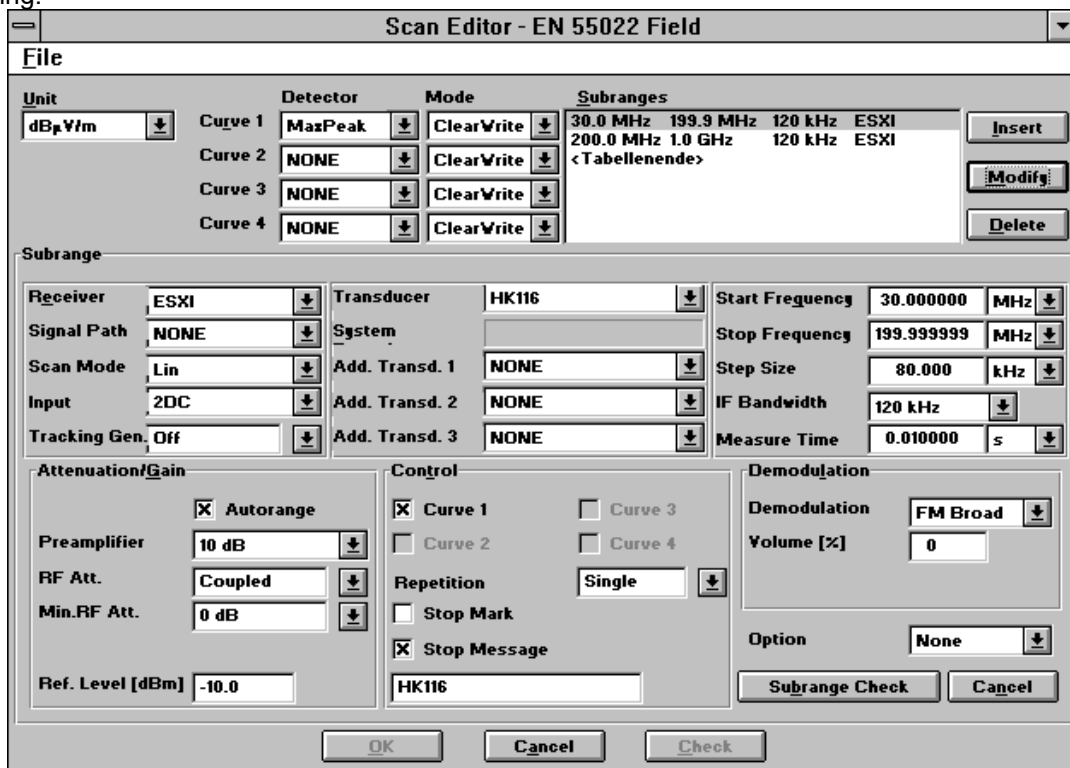 ing:
Scan Editor - EN 55022 Field
File
Unit Detector Mode Subranges
dBµV/m Curve 1 MaxPeak ClearWrite 30.0 MHz 199.9 MHz 120 kHz ESXI Insert
200.0 MHz 1.0 GHz 120 kHz ESXI
Curve 2 NONE ClearWrite <Tabellenende>
Curve 3 NONE ClearWrite Modify
Curve 4 NONE ClearWrite Delete
Subrange
Receiver ESXI Transducer HK116 Start Frequency 30.000000 MHz
Signal Path NONE System Stop Frequency 199.999999 MHz
Scan Mode Lin Add. Transd. 1 NONE Step Size 80.000 kHz
Input 2DC Add. Transd. 2 NONE IF Bandwidth 120 kHz
Tracking Gen. Off Add. Transd. 3 NONE Measure Time 0.010000 s
Attenuation/Gain Control Demodulation
Autorange Curve 1 Curve 3 Demodulation FM Broad
Preamplifier 10 dB Curve 2 Curve 4 Volume [%] 0
RF Att. Coupled Repetition Single
Min.RF Att. 0 dB Stop Mark
Stop Message Option None
Ref. Level [dBm] -10.0 HK116 Subrange Check Cancel
OK Cancel Check